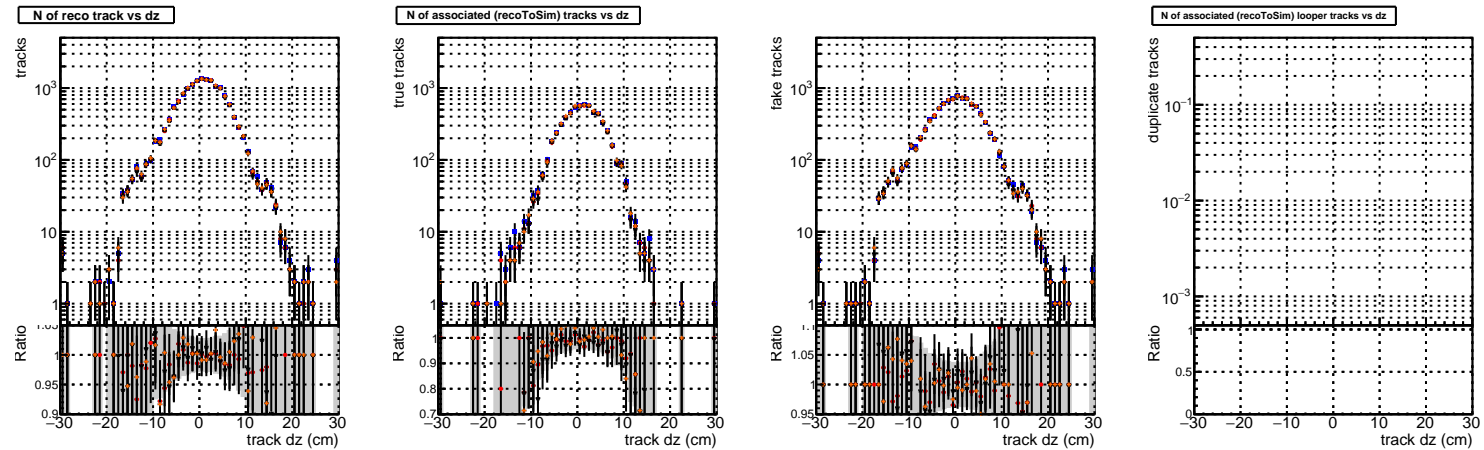 N of reco track vs dz
tracks
10³
10²
10
1
Ratio
1.05
1
0.95
0.9
−30 −20 −10 0 10 20 30
track dz (cm)
N of associated (recoToSim) tracks vs dz
true tracks
10³
10²
10
1
Ratio
1
0.9
0.8
0.7
−30 −20 −10 0 10 20 30
track dz (cm)
fake tracks
10³
10²
10
1
Ratio
1.1
1.05
1
0.95
−30 −20 −10 0 10 20 30
track dz (cm)
N of associated (recoToSim) looper tracks vs dz
duplicate tracks
10⁻¹
10⁻²
10⁻³
Ratio
1
0.5
0
−30 −20 −10 0 10 20 30
track dz (cm)